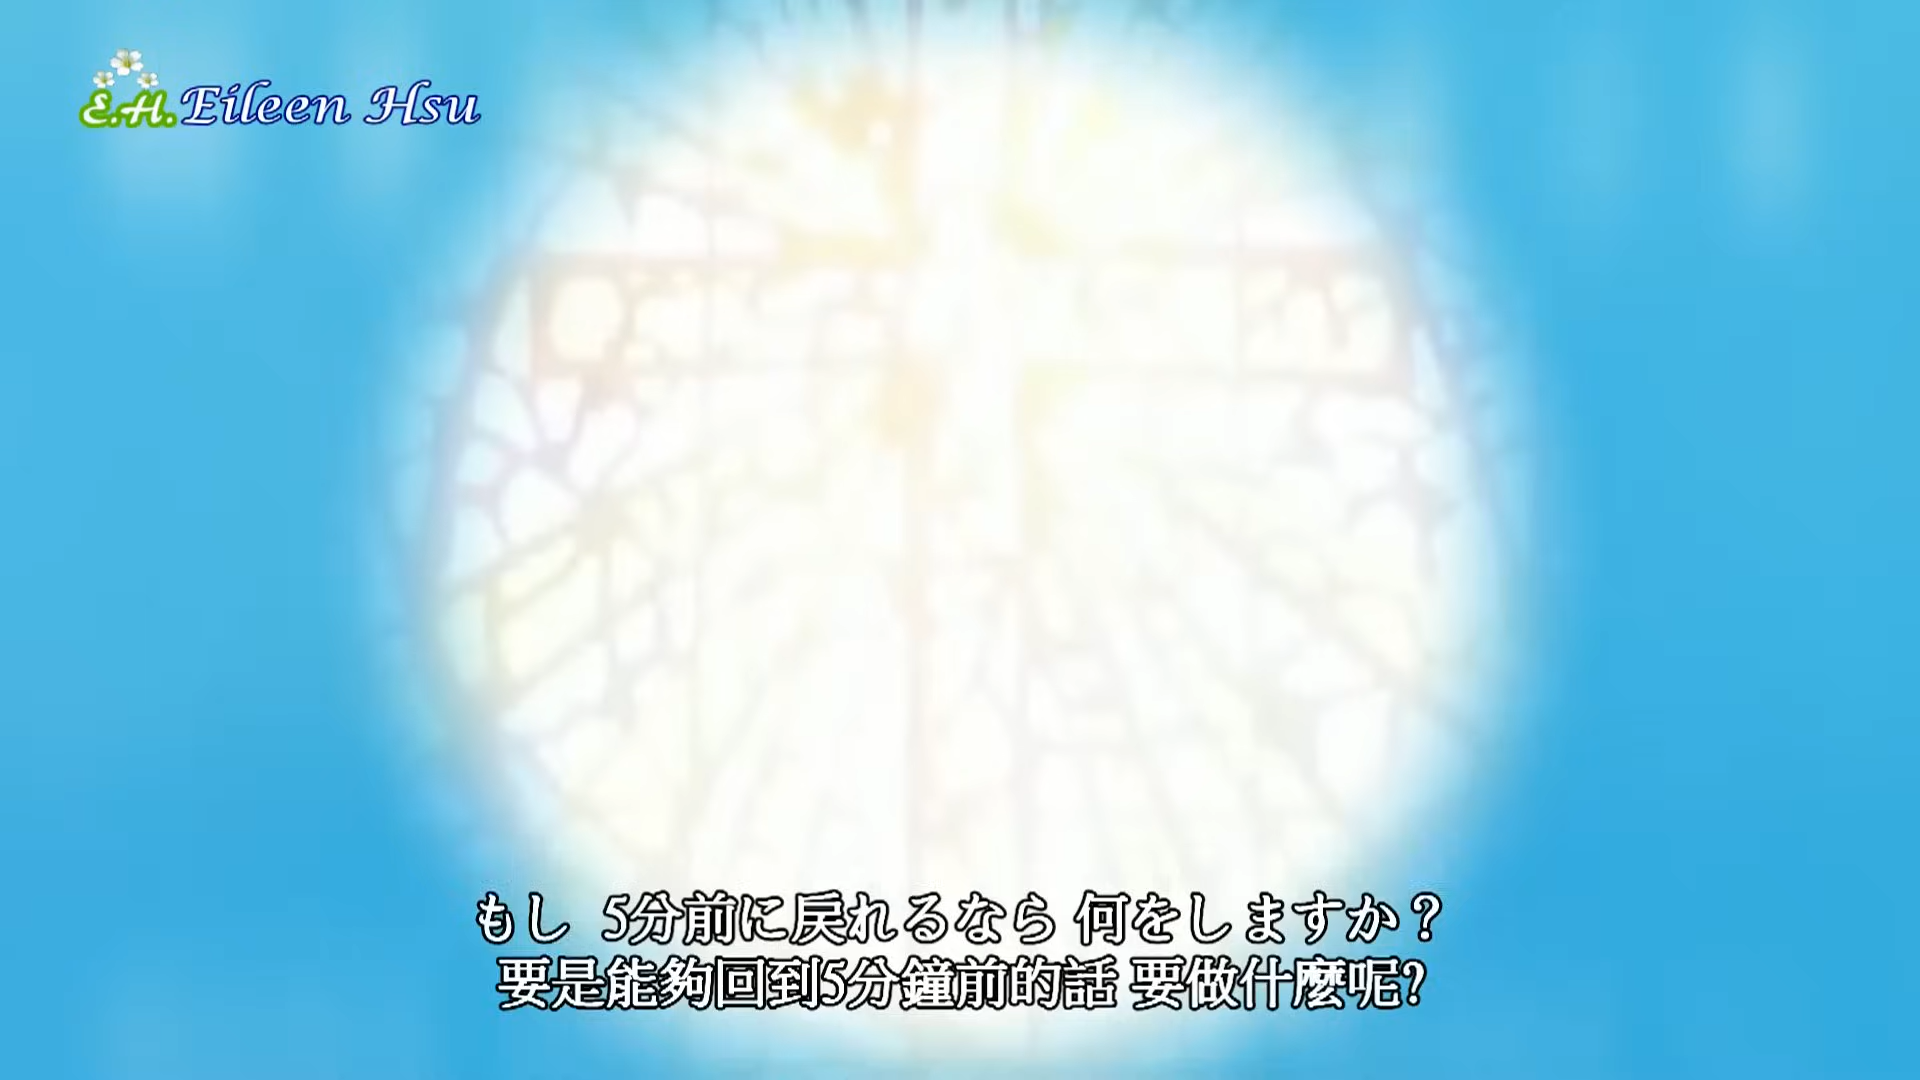 E.H. Eileen Hsu
もし 5分前に戻れるなら 何をしますか？
要是能夠回到5分鐘前的話 要做什麼呢?